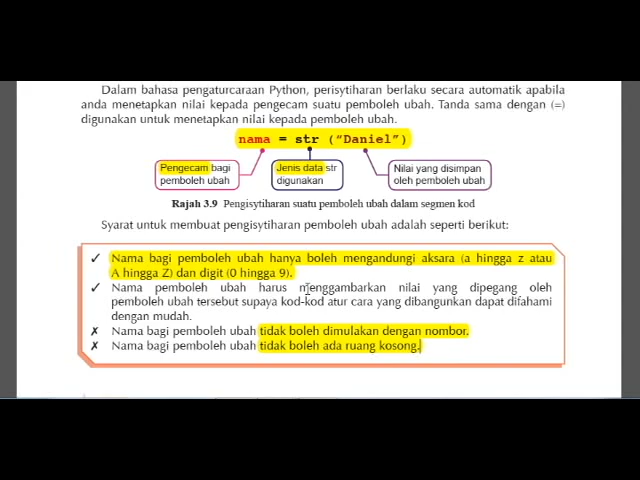 Dalam bahasa pengaturcaraan Python, perisytiharan berlaku secara automatik apabila
anda menetapkan nilai kepada pengecam suatu pemboleh ubah. Tanda sama dengan (=)
digunakan untuk menetapkan nilai kepada pemboleh ubah.
nama = str (“Daniel”)
Pengecam bagi
pemboleh ubah
Jenis data str
digunakan
Nilai yang disimpan
oleh pemboleh ubah
Rajah 3.9 Pengisytiharan suatu pemboleh ubah dalam segmen kod
Syarat untuk membuat pengisytiharan pemboleh ubah adalah seperti berikut:
✓ Nama bagi pemboleh ubah hanya boleh mengandungi aksara (a hingga z atau
A hingga Z) dan digit (0 hingga 9).
✓ Nama pemboleh ubah harus menggambarkan nilai yang dipegang oleh
pemboleh ubah tersebut supaya kod-kod atur cara yang dibangunkan dapat difahami
dengan mudah.
✗ Nama bagi pemboleh ubah tidak boleh dimulakan dengan nombor.
✗ Nama bagi pemboleh ubah tidak boleh ada ruang kosong.